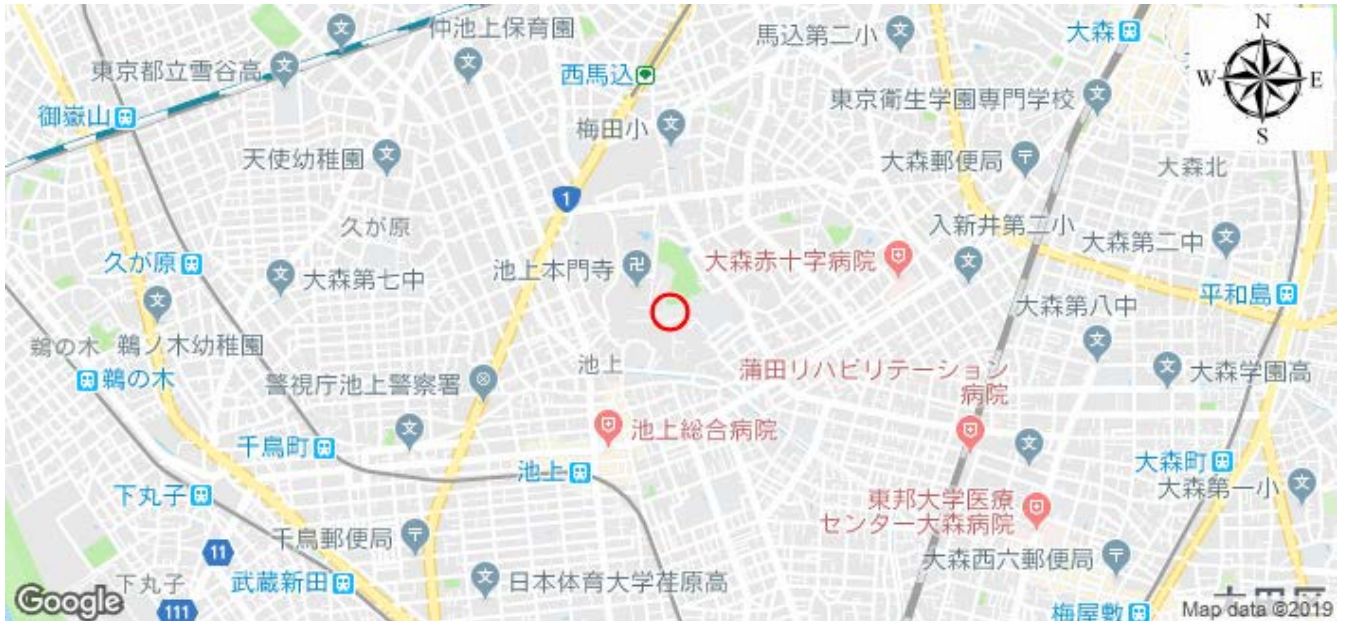 仲池上保育園
馬込第二小
大森
N
東京都立雪谷高
西馬込
W
E
東京衛生学園専門学校
御嶽山
梅田小
S
天使幼稚園
大森郵便局
大森北
1
久が原
入新井第二小
大森第二中
久が原
大森第七中
池上本門寺
大森赤十字病院
平和島
大森第八中
鵜の木
鵜ノ木幼稚園
池上
蒲田リハビリテーション
病院
大森学園高
鵜の木
警視庁池上警察署
池上総合病院
千鳥町
池上
大森町
下丸子
大森第一小
東邦大学医療
センター大森病院
千鳥郵便局
11
大森西六郵便局
下丸子
武蔵新田
日本体育大学荏原高
Google
111
梅屋敷
Map data ©2019